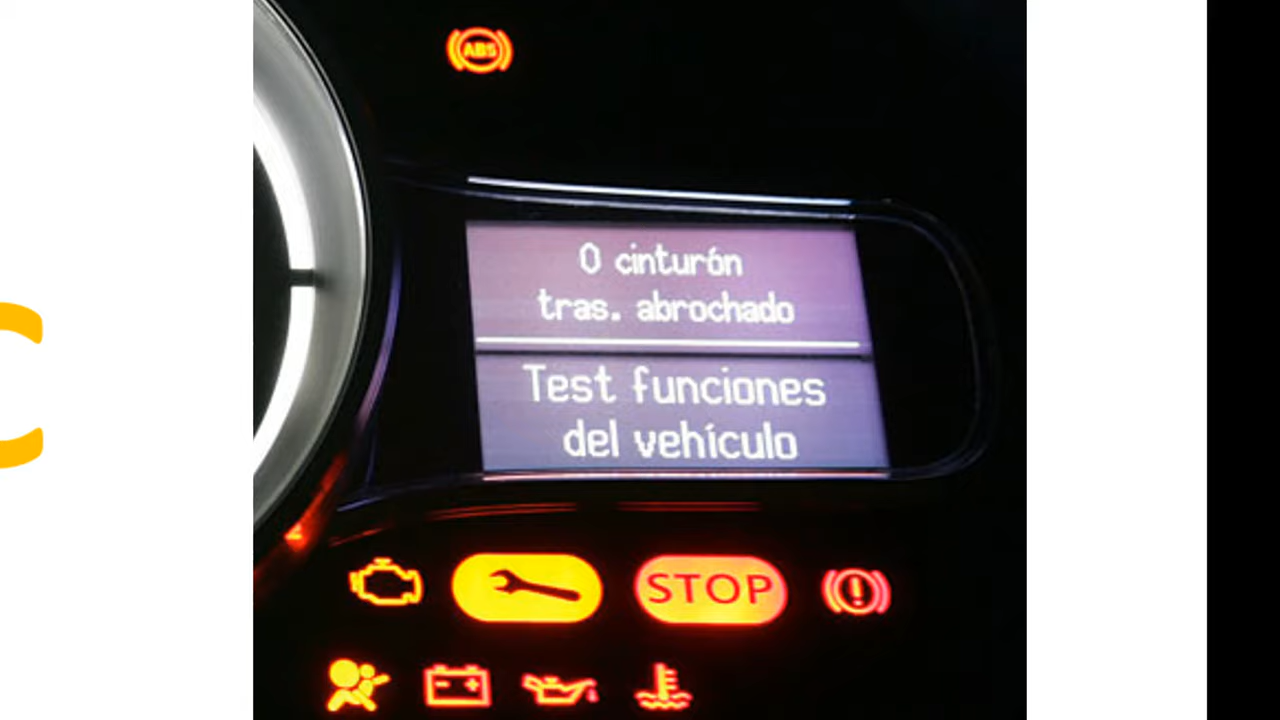 ABS
0 cinturón
tras. abrochado
Test funciones
del vehículo
STOP